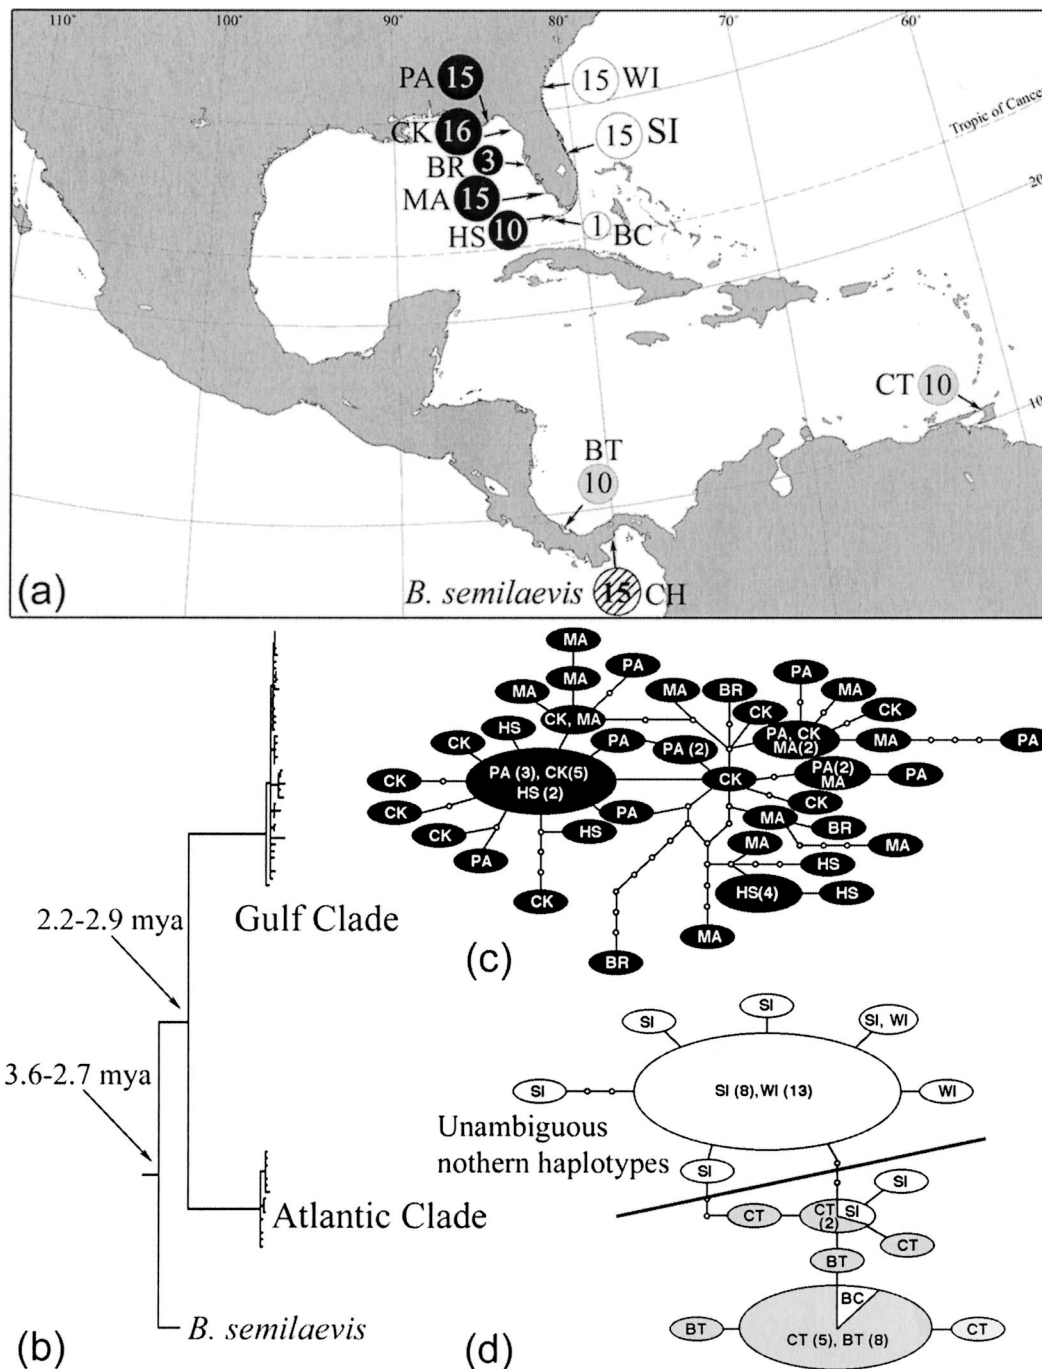 110°
100°
90°
80°
70°
60°
PA 15
15 WI
CK 16
15 SI
Tropic of Cancer
BR 3
MA 15
20
HS 10
1 BC
CT 10
10
BT
10
(a)
B. semilaevis 15 CH
MA
MA
PA
MA
CK, MA
MA
BR
CK
PA
MA
CK
HS
PA
PA (2)
PA, CK
MA(2)
MA
PA
CK
PA (3), CK(5)
HS (2)
CK
PA(2)
MA
PA
CK
CK
PA
CK
MA
BR
CK
HS
MA
MA
PA
HS
HS(4)
HS
CK
MA
BR
(c)
2.2-2.9 mya
Gulf Clade
3.6-2.7 mya
Atlantic Clade
B. semilaevis
(b)
SI
SI
SI, WI
SI
SI (8), WI (13)
WI
Unambiguous
nothern haplotypes
SI
SI
CT
CT
(2)
SI
CT
BT
BC
BT
CT (5), BT (8)
CT
(d)